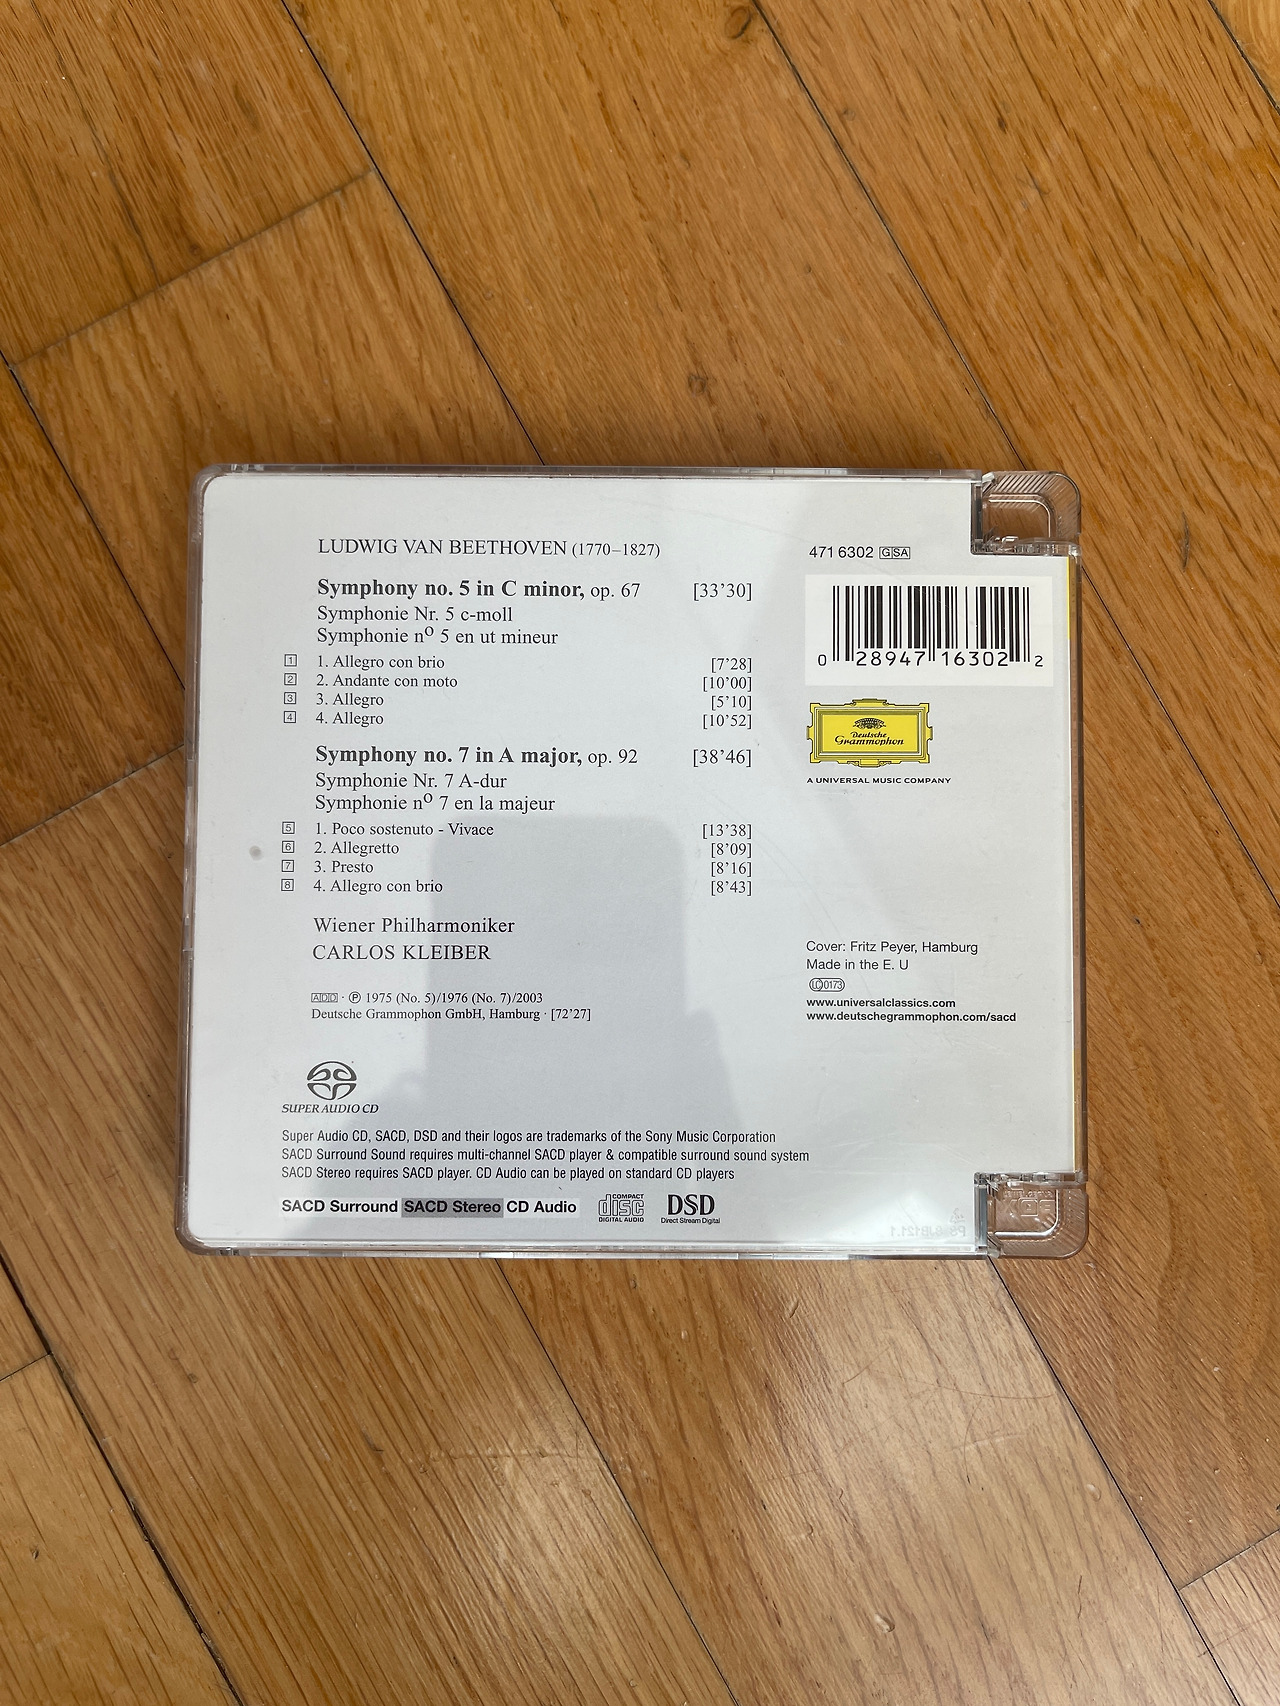 LUDWIG VAN BEETHOVEN (1770–1827)
Symphony no. 5 in C minor, op. 67 [33’30]
Symphonie Nr. 5 c-moll
Symphonie nº 5 en ut mineur
1 1. Allegro con brio [7’28]
2 2. Andante con moto [10’00]
3 3. Allegro [5’10]
4 4. Allegro [10’52]
Symphony no. 7 in A major, op. 92 [38’46]
Symphonie Nr. 7 A-dur
Symphonie nº 7 en la majeur
5 1. Poco sostenuto - Vivace [13’38]
6 2. Allegretto [8’09]
7 3. Presto [8’16]
8 4. Allegro con brio [8’43]
Wiener Philharmoniker
CARLOS KLEIBER
ADD · ℗ 1975 (No. 5)/1976 (No. 7)/2003
Deutsche Grammophon GmbH, Hamburg · [72’27]
471 6302 GSA
0 28947 16302 2
Deutsche
Grammophon
A UNIVERSAL MUSIC COMPANY
Cover: Fritz Peyer, Hamburg
Made in the E. U
LC 0173
www.universalclassics.com
www.deutschegrammophon.com/sacd
SUPER AUDIO CD
Super Audio CD, SACD, DSD and their logos are trademarks of the Sony Music Corporation
SACD Surround Sound requires multi-channel SACD player & compatible surround sound system
SACD Stereo requires SACD player. CD Audio can be played on standard CD players
SACD Surround SACD Stereo CD Audio
COMPACT
disc
DIGITAL AUDIO
DSD
Direct Stream Digital